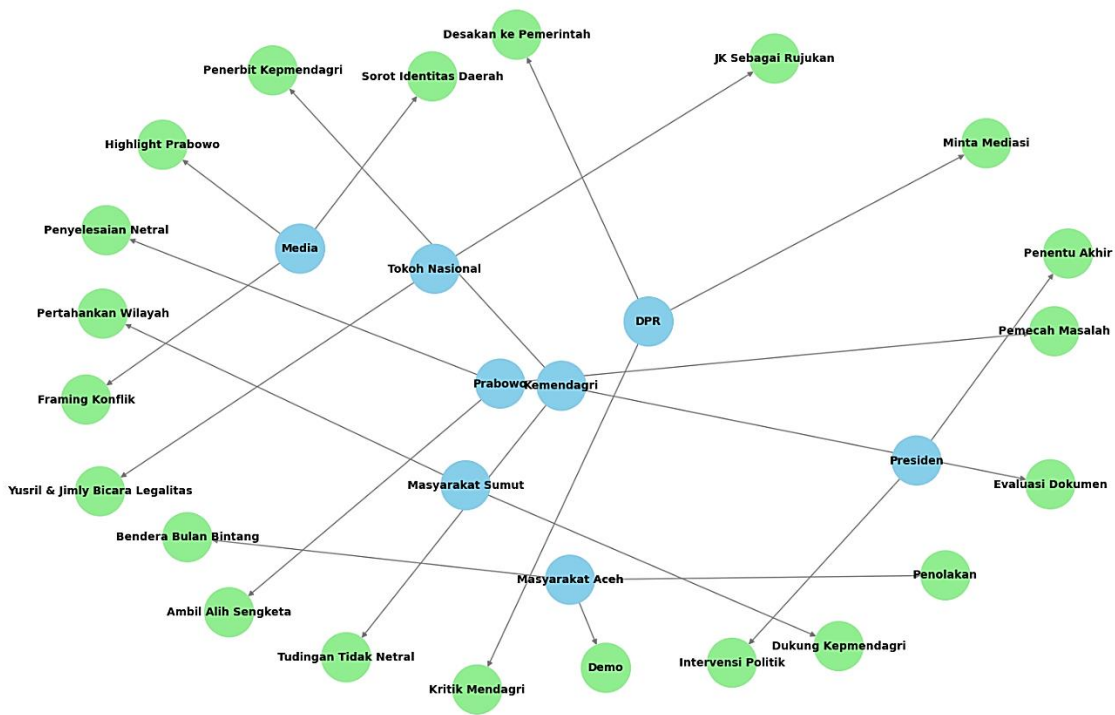 Desakan ke Pemerintah
JK Sebagai Rujukan
Penerbit Kepmendagri
Sorot Identitas Daerah
Highlight Prabowo
Minta Mediasi
Penyelesaian Netral
Media
Tokoh Nasional
Penentu Akhir
Pertahankan Wilayah
DPR
Pemecah Masalah
Framing Konflik
Prabowo
Kemendagri
Presiden
Yusril & Jimly Bicara Legalitas
Masyarakat Sumut
Evaluasi Dokumen
Bendera Bulan Bintang
Masyarakat Aceh
Penolakan
Ambil Alih Sengketa
Tudingan Tidak Netral
Kritik Mendagri
Demo
Intervensi Politik
Dukung Kepmendagri